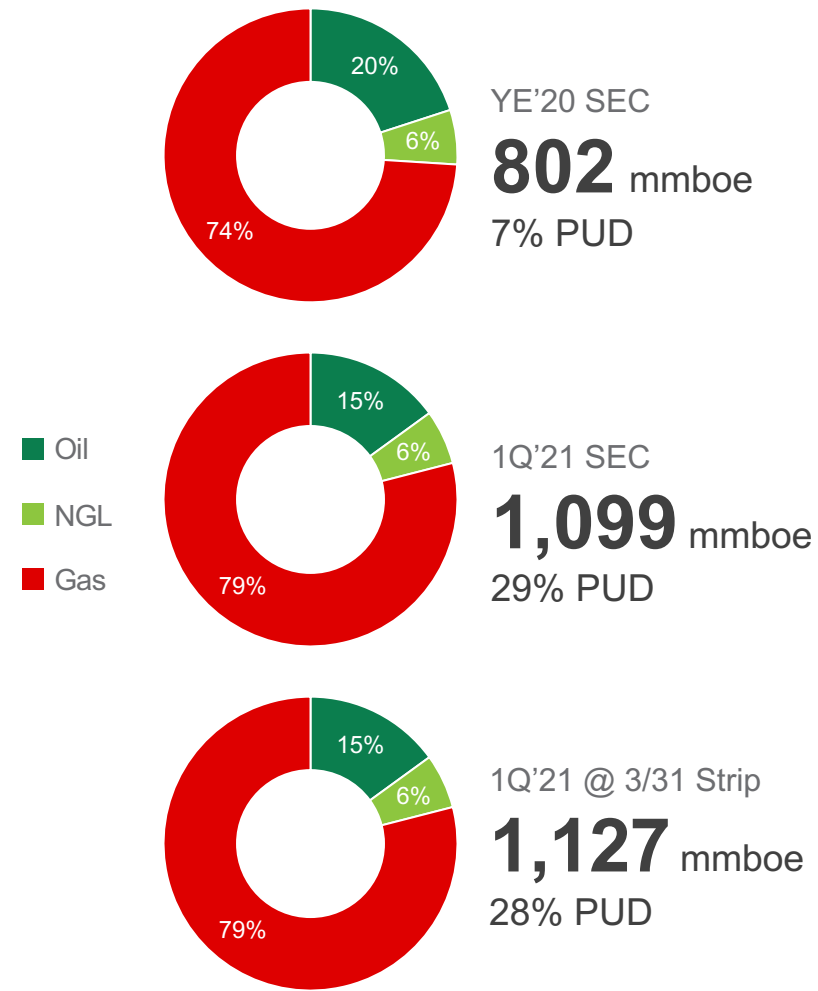 20%
6%
74%
YE’20 SEC
802 mmboe
7% PUD
Oil
NGL
Gas
15%
6%
79%
1Q’21 SEC
1,099 mmboe
29% PUD
15%
6%
79%
1Q’21 @ 3/31 Strip
1,127 mmboe
28% PUD